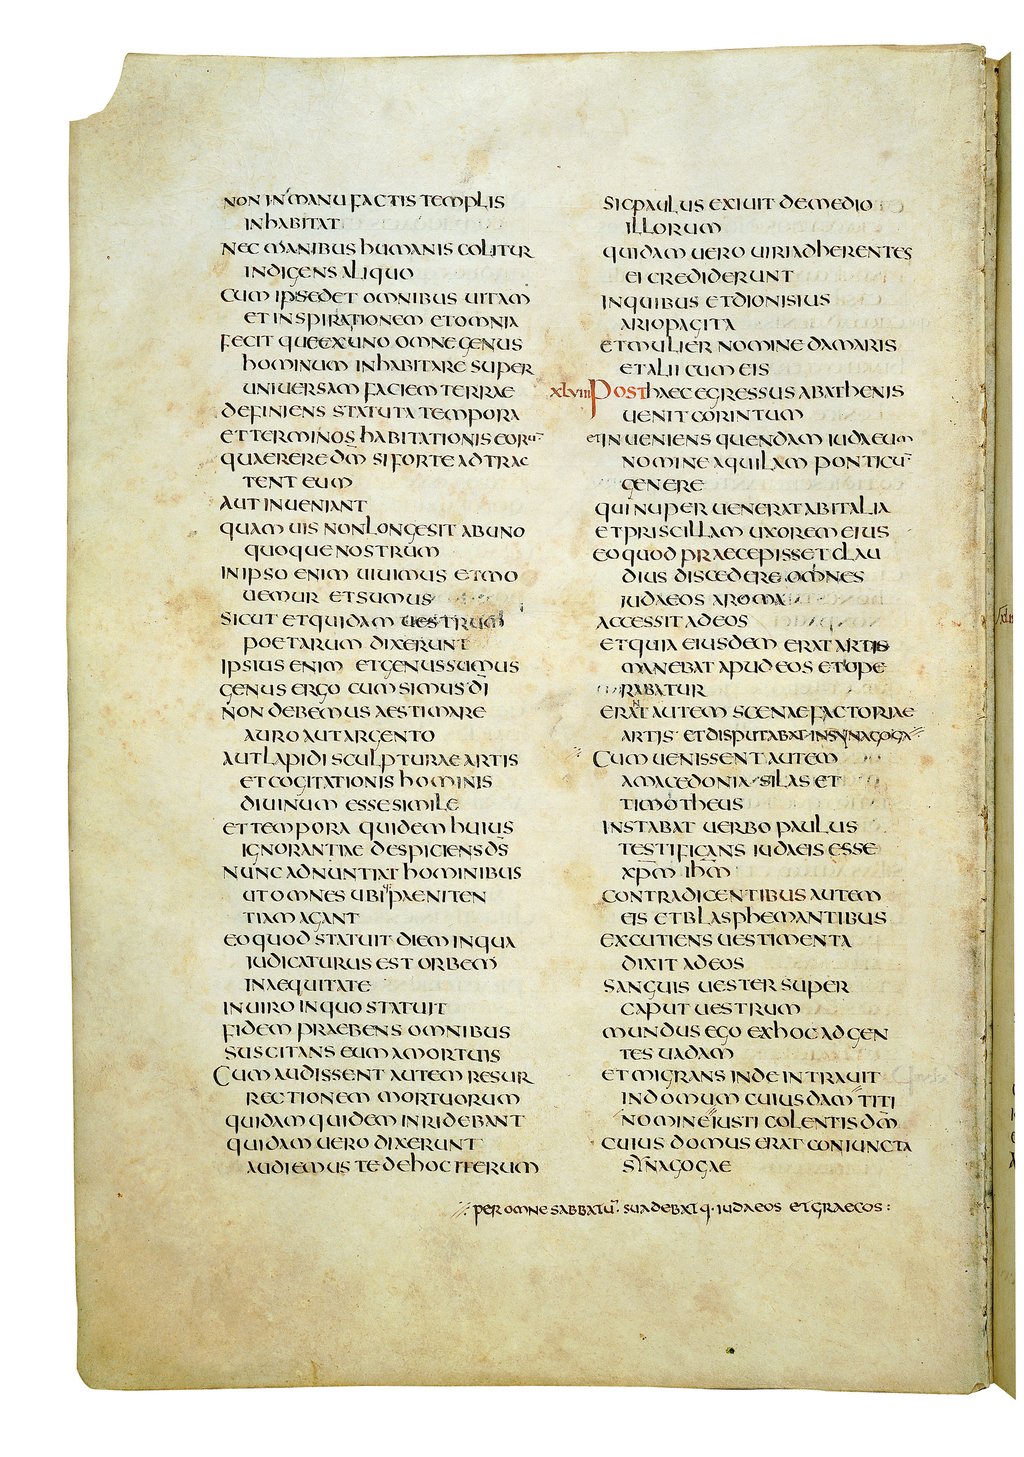 NON IN MANU FACTIS TEMPLIS
INHABITAT
NEC MANIBUS HUMANIS COLITUR
INDIGENS ALIQUO
CUM IPSE DET OMNIBUS UITAM
ET INSPIRATIONEM ET OMNIA
FECIT QUE EX UNO OMNE GENUS
HOMINUM INHABITARE SUPER
UNIUERSAM FACIEM TERRAE
DEFINIENS STATUTA TEMPORA
ET TERMINOS HABITATIONIS EORUM
QUAERERE DM̄ SI FORTE ADTRAC
TENT EUM
AUT INUENIANT
QUAM UIS NON LONGE SIT AB UNO
QUOQUE NOSTRUM
IN IPSO ENIM UIUIMUS ET MO
UEMUR ET SUMUS
SICUT ET QUIDAM UESTRUM
POETARUM DIXERUNT
IPSIUS ENIM ET GENUS SUMUS
GENUS ERGO CUM SIMUS DĪ
NON DEBEMUS AESTIMARE
AURO AUT ARGENTO
AUT LAPIDI SCULPTURAE ARTIS
ET COGITATIONIS HOMINIS
DIUINUM ESSE SIMILE
ET TEMPORA QUIDEM HUIUS
IGNORANTIAE DESPICIENS DS̄
NUNC ADNUNTIAT HOMINIBUS
UT OMNES UBIQ PAENITEN
TIAM AGANT
EO QUOD STATUIT DIEM IN QUA
IUDICATURUS EST ORBEM
IN AEQUITATE
IN UIRO IN QUO STATUIT
FIDEM PRAEBENS OMNIBUS
SUSCITANS EUM A MORTUIS
CUM AUDISSENT AUTEM RESUR
RECTIONEM MORTUORUM
QUIDAM QUIDEM INRIDEBANT
QUIDAM UERO DIXERUNT
AUDIEMUS TE DE HOC ITERUM
SIC PAULUS EXIUIT DE MEDIO
ILLORUM
QUIDAM UERO UIRI ADHERENTES
EI CREDIDERUNT
IN QUIBUS ET DIONISIUS
ARIOPAGITA
ET MULIER NOMINE DAMARIS
ET ALII CUM EIS
XLVIII POST HAEC EGRESSUS AB ATHENIS
UENIT CORINTUM
ET INUENIENS QUENDAM IUDAEUM
NOMINE AQUILAM PONTICŪ
GENERE
QUI NUPER UENERAT AB ITALIA
ET PRISCILLAM UXOREM EIUS
EO QUOD PRAECEPISSET CLAU
DIUS DISCEDERE OMNES
IUDAEOS A ROMA
ACCESSIT AD EOS
ET QUIA EIUSDEM ERAT ARTIS
MANEBAT APUD EOS ET OPE
RABATUR
ERANT AUTEM SCENAE FACTORIAE
ARTIS ET DISPUTABAT IN SYNAGOGA
CUM UENISSENT AUTEM
A MACEDONIA SILAS ET
TIMOTHEUS
INSTABAT UERBO PAULUS
TESTIFICANS IUDAEIS ESSE
XPM̄ IHM̄
CONTRADICENTIBUS AUTEM
EIS ET BLASPHEMANTIBUS
EXCUTIENS UESTIMENTA
DIXIT AD EOS
SANGUIS UESTER SUPER
CAPUT UESTRUM
MUNDUS EGO EX HOC AD GEN
TES UADAM
ET MIGRANS INDE INTRAUIT
IN DOMUM CUIUSDAM TITI
NOMINE IUSTI COLENTIS DM̄
CUIUS DOMUS ERAT CONIUNCTA
SYNAGOGAE
PER OMNE SABBATŪ. SUADEBAT Q. IUDAEOS ET GRAECOS: